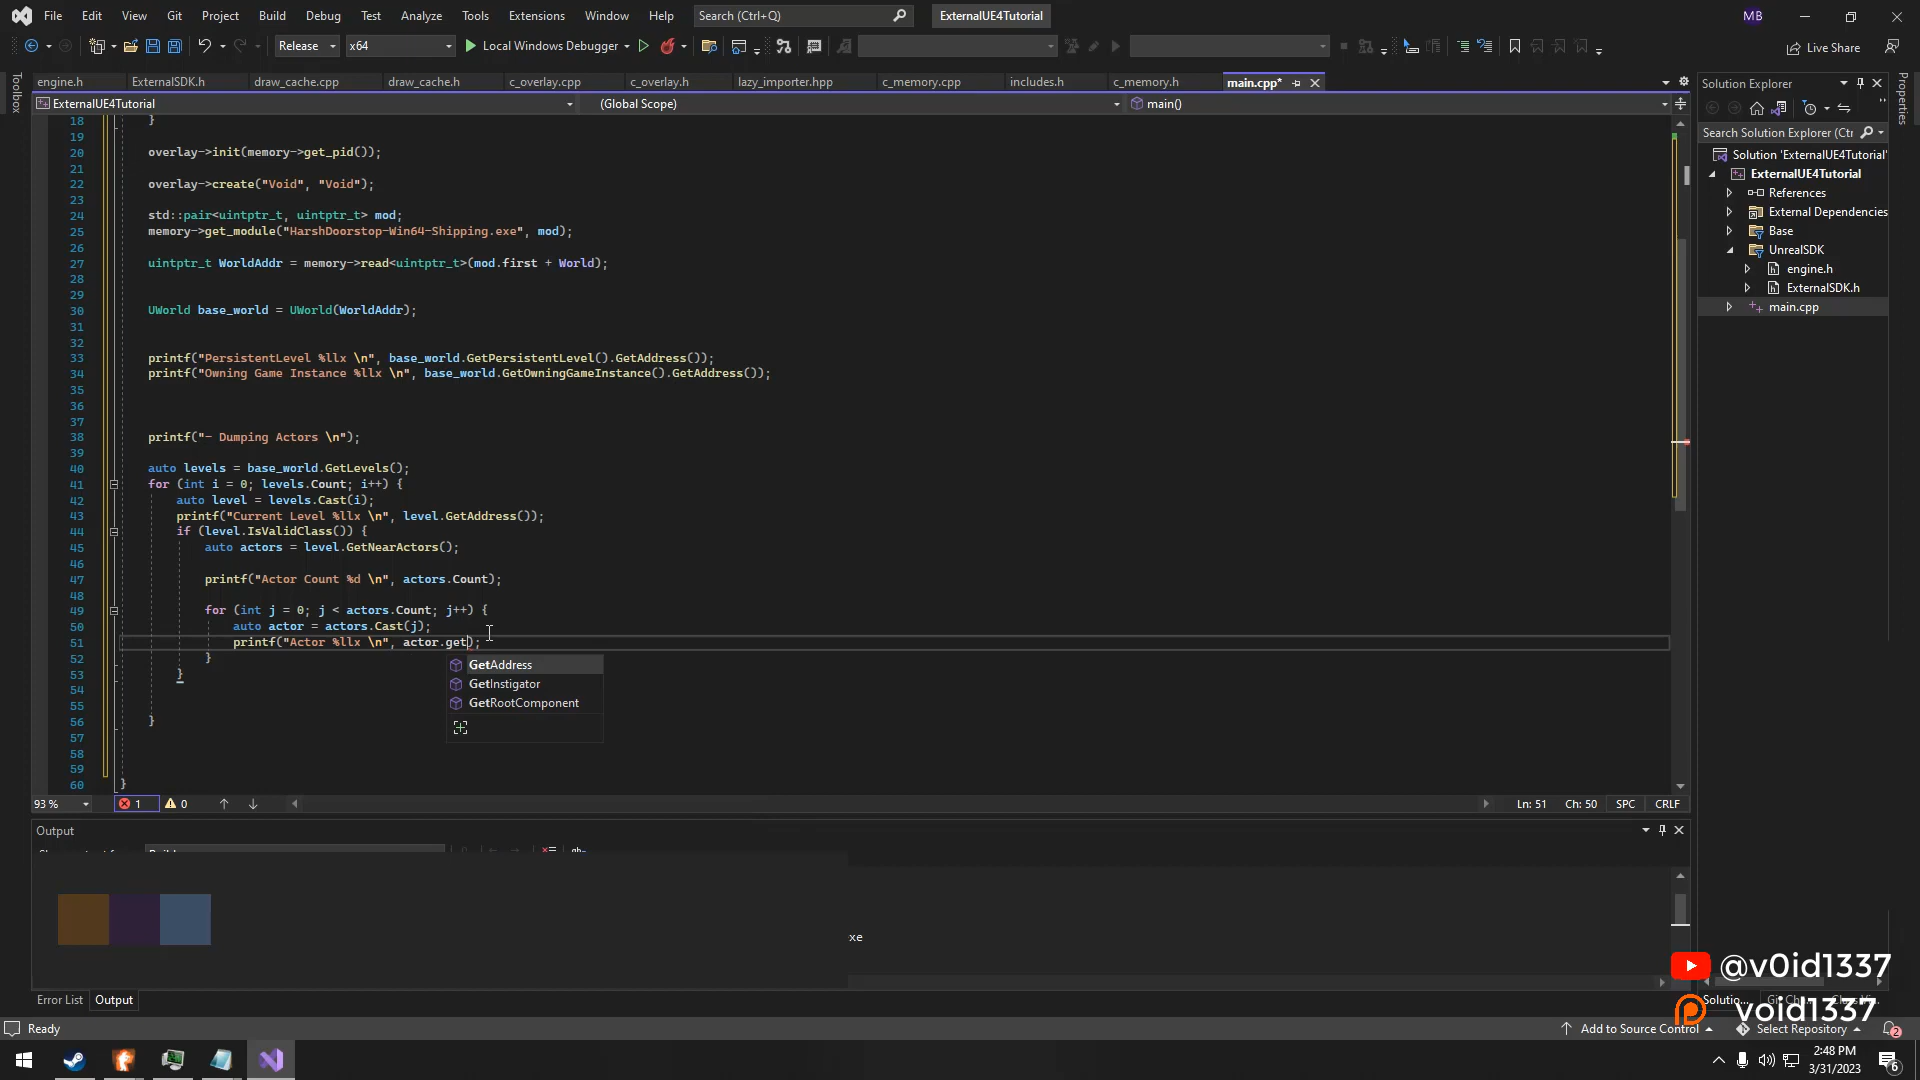 File Edit View Git Project Build Debug Test Analyze Tools Extensions Window Help Search (Ctrl+Q) ExternalUE4Tutorial MB
Release x64 Local Windows Debugger Live Share
Toolbox
engine.h ExternalSDK.h draw_cache.cpp draw_cache.h c_overlay.cpp c_overlay.h lazy_importer.hpp c_memory.cpp includes.h c_memory.h main.cpp*
ExternalUE4Tutorial (Global Scope) main()
18 }
19
20 overlay->init(memory->get_pid());
21
22 overlay->create("Void", "Void");
23
24 std::pair<uintptr_t, uintptr_t> mod;
25 memory->get_module("HarshDoorstop-Win64-Shipping.exe", mod);
26
27 uintptr_t WorldAddr = memory->read<uintptr_t>(mod.first + World);
28
29
30 UWorld base_world = UWorld(WorldAddr);
31
32
33 printf("PersistentLevel %llx \n", base_world.GetPersistentLevel().GetAddress());
34 printf("Owning Game Instance %llx \n", base_world.GetOwningGameInstance().GetAddress());
35
36
37
38 printf("- Dumping Actors \n");
39
40 auto levels = base_world.GetLevels();
41 for (int i = 0; levels.Count; i++) {
42 auto level = levels.Cast(i);
43 printf("Current Level %llx \n", level.GetAddress());
44 if (level.IsValidClass()) {
45 auto actors = level.GetNearActors();
46
47 printf("Actor Count %d \n", actors.Count);
48
49 for (int j = 0; j < actors.Count; j++) {
50 auto actor = actors.Cast(j);
51 printf("Actor %llx \n", actor.get);
52 }
53 }
54
55
56 }
57
58
59
60 }
GetAddress
GetInstigator
GetRootComponent
93 % 1 0 Ln: 51 Ch: 50 SPC CRLF
Output
xe
Error List Output
Ready Add to Source Control Select Repository 2
Solution Explorer
Search Solution Explorer (Ctr
Solution 'ExternalUE4Tutorial'
ExternalUE4Tutorial
References
External Dependencies
Base
UnrealSDK
engine.h
ExternalSDK.h
main.cpp
Properties
@v0id1337
Solutio...
void1337
2:48 PM
3/31/2023
6